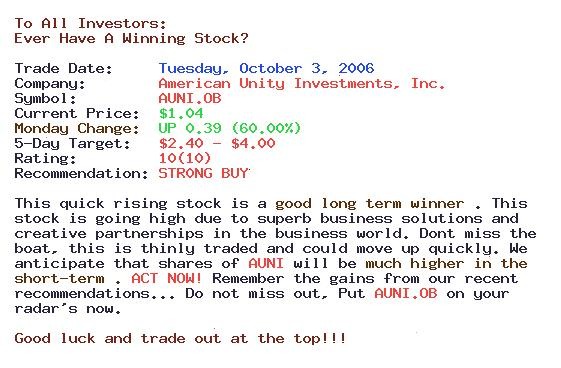 To All Investors:
Ever Have A Winning Stock?
Trade Date: Tuesday, October 3, 2006
Company: American Unity Investments, Inc.
Symbol: AUNI.OB
Current Price: $1.04
Monday Change: UP 0.39 (60.00%)
5-Day Target: $2.40 - $4.00
Rating: 10(10)
Recommendation: STRONG BUY
This quick rising stock is a good long term winner . This
stock is going high due to superb business solutions and
creative partnerships in the business world. Dont miss the
boat, this is thinly traded and could move up quickly. We
anticipate that shares of AUNI will be much higher in the
short-term . ACT NOW! Remember the gains from our recent
recommendations... Do not miss out, Put AUNI.OB on your
radar's now.
Good luck and trade out at the top!!!